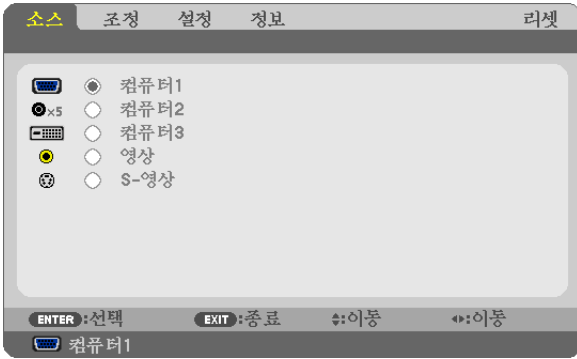 소스 조정 설정 정보 리셋
컴퓨터1
×5 컴퓨터2
컴퓨터3
영상
S-영상
ENTER:선택 EXIT:종료 :이동 :이동
컴퓨터1